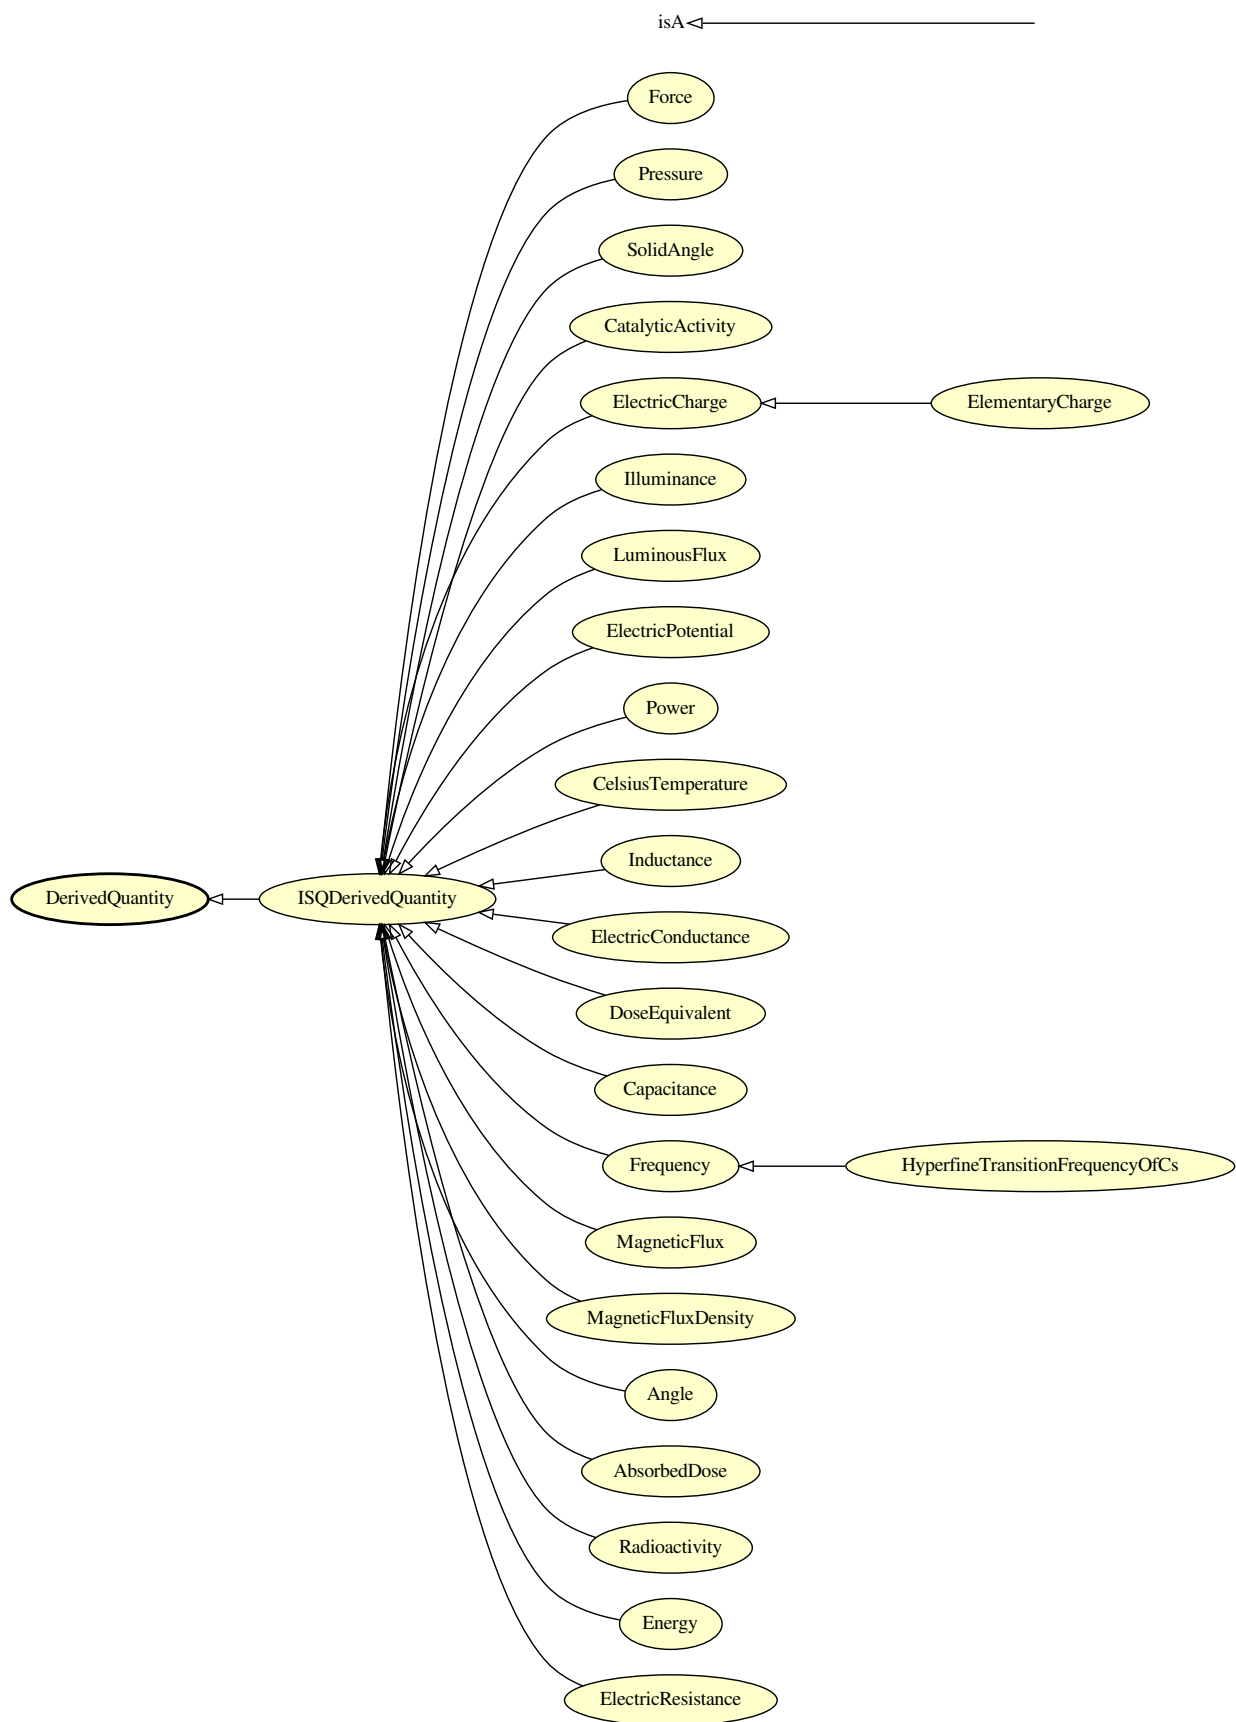 isA
Force
Pressure
SolidAngle
CatalyticActivity
ElectricCharge
ElementaryCharge
Illuminance
LuminousFlux
ElectricPotential
Power
CelsiusTemperature
Inductance
DerivedQuantity
ISQDerivedQuantity
ElectricConductance
DoseEquivalent
Capacitance
Frequency
HyperfineTransitionFrequencyOfCs
MagneticFlux
MagneticFluxDensity
Angle
AbsorbedDose
Radioactivity
Energy
ElectricResistance